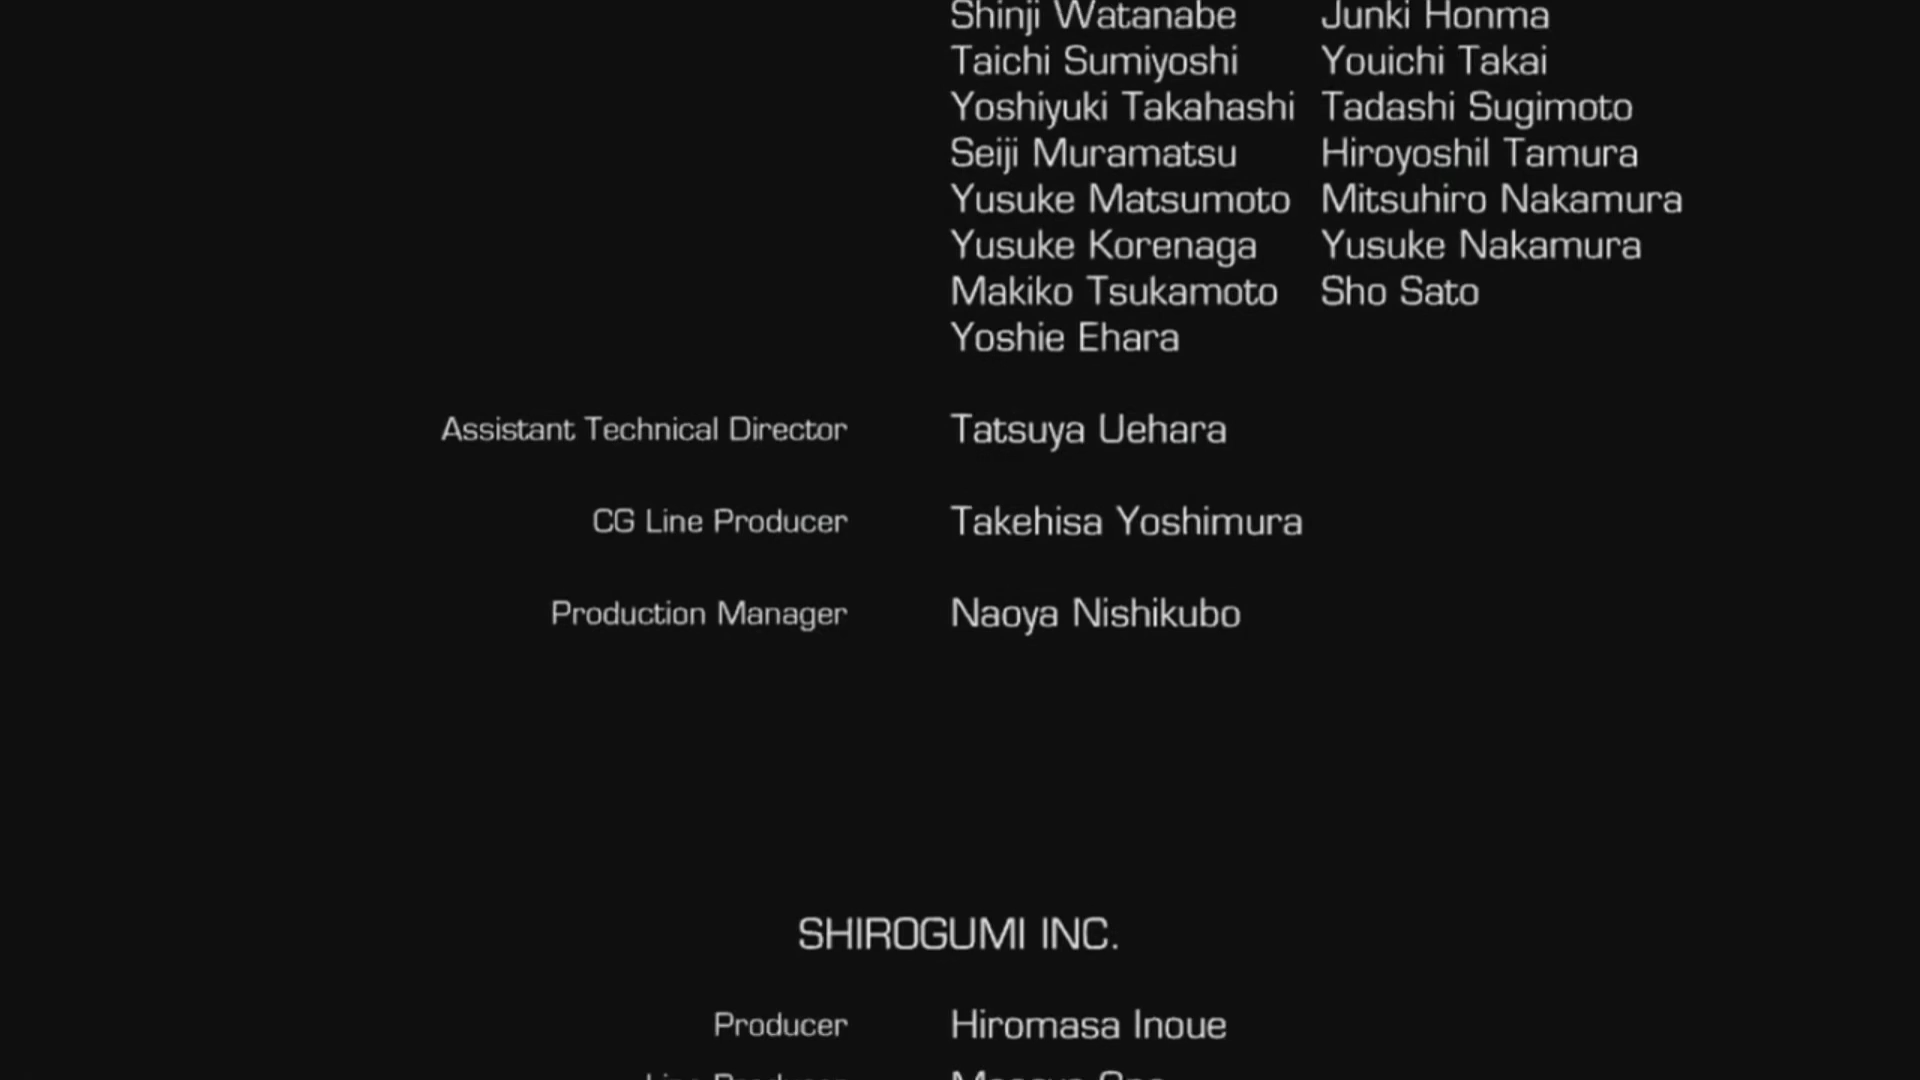 Shinji Watanabe Junki Honma
Taichi Sumiyoshi Youichi Takai
Yoshiyuki Takahashi Tadashi Sugimoto
Seiji Muramatsu Hiroyoshil Tamura
Yusuke Matsumoto Mitsuhiro Nakamura
Yusuke Korenaga Yusuke Nakamura
Makiko Tsukamoto Sho Sato
Yoshie Ehara
Assistant Technical Director Tatsuya Uehara
CG Line Producer Takehisa Yoshimura
Production Manager Naoya Nishikubo
SHIROGUMI INC.
Producer Hiromasa Inoue